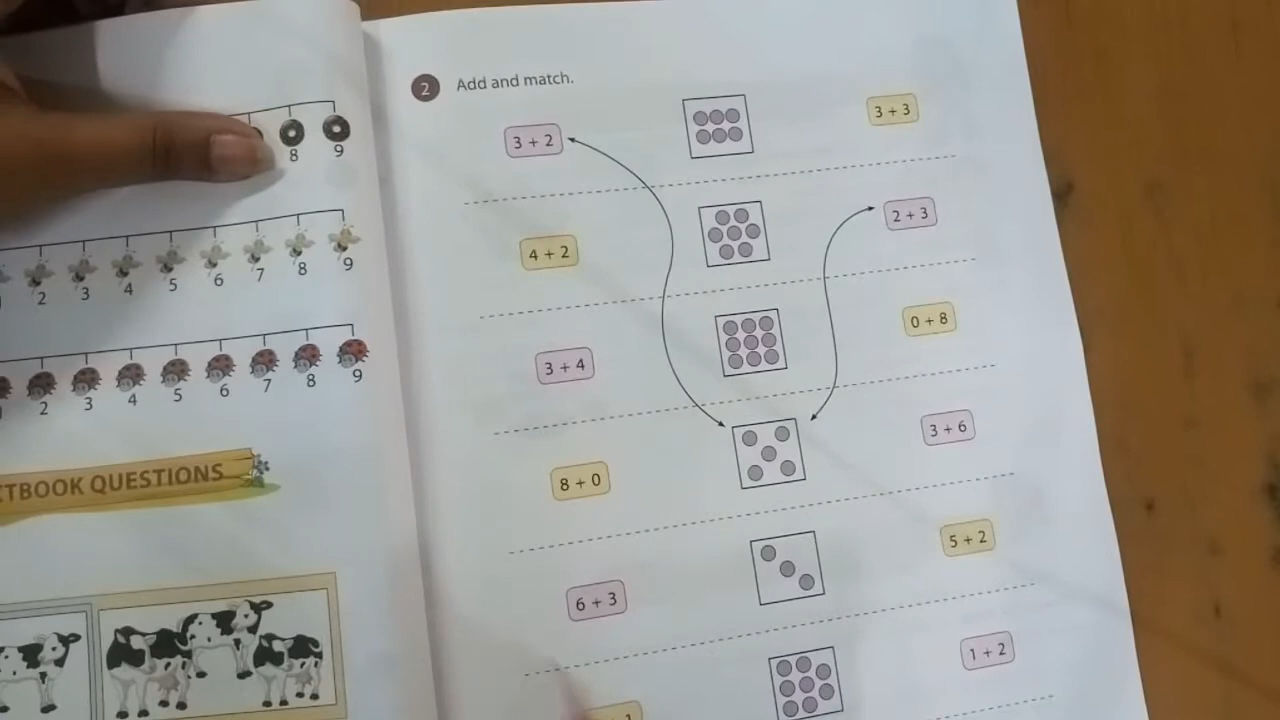 8 9
2 3 4 5 6 7 8 9
2 3 4 5 6 7 8 9
TBOOK QUESTIONS
2 Add and match.
3 + 2
3 + 3
4 + 2
2 + 3
3 + 4
0 + 8
8 + 0
3 + 6
6 + 3
5 + 2
1 + 2